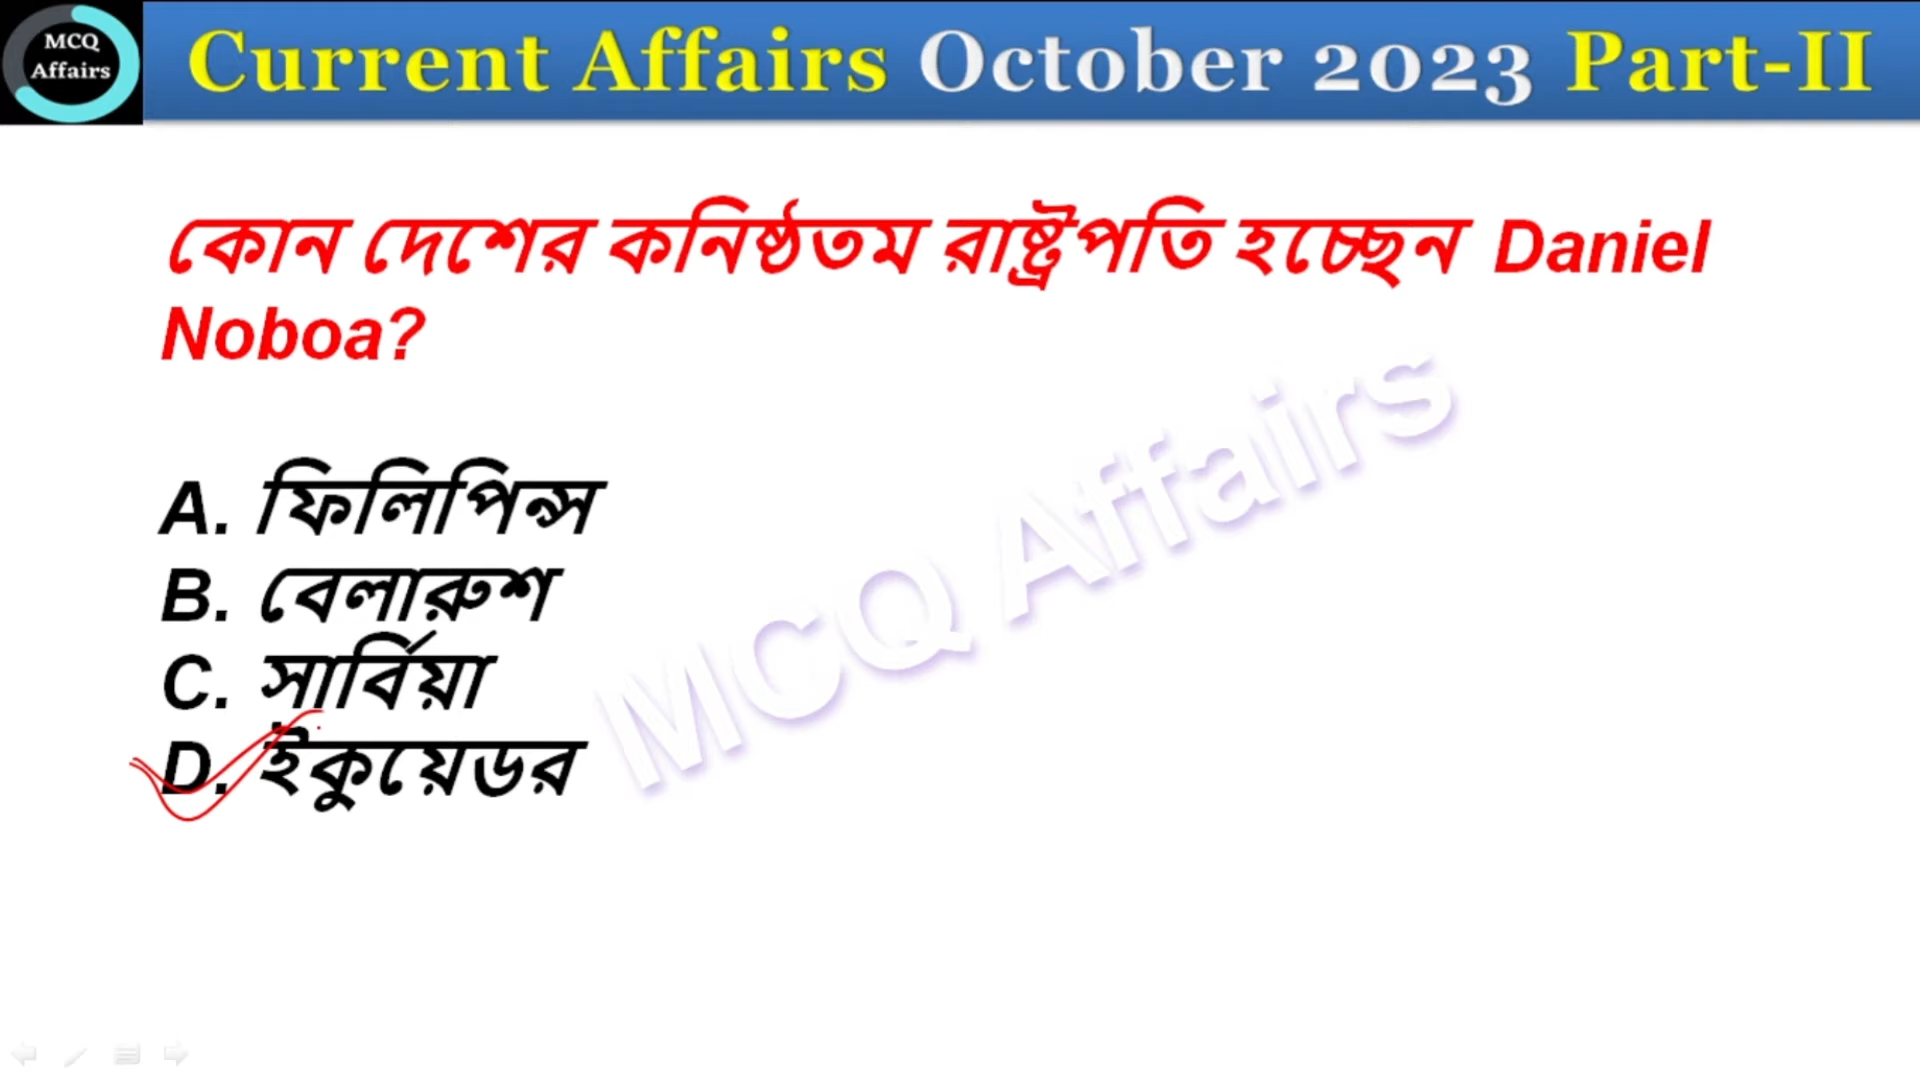 MCQ
Affairs
Current Affairs October 2023 Part-II
কোন দেশের কনিষ্ঠতম রাষ্ট্রপতি হচ্ছেন Daniel
Noboa?
A. ফিলিপিন্স
B. বেলারুশ
C. সার্বিয়া
D. ইকুয়েডর
MCQ Affairs